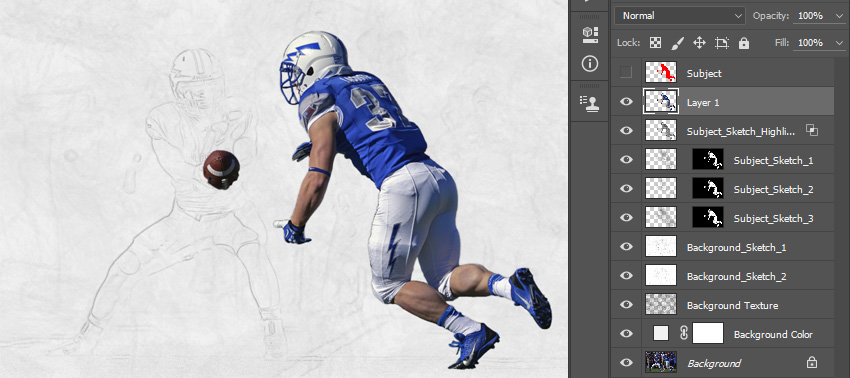 Normal Opacity: 100%
Lock: Fill: 100%
Subject
Layer 1
Subject_Sketch_Highli...
Subject_Sketch_1
Subject_Sketch_2
Subject_Sketch_3
Background_Sketch_1
Background_Sketch_2
Background Texture
Background Color
Background